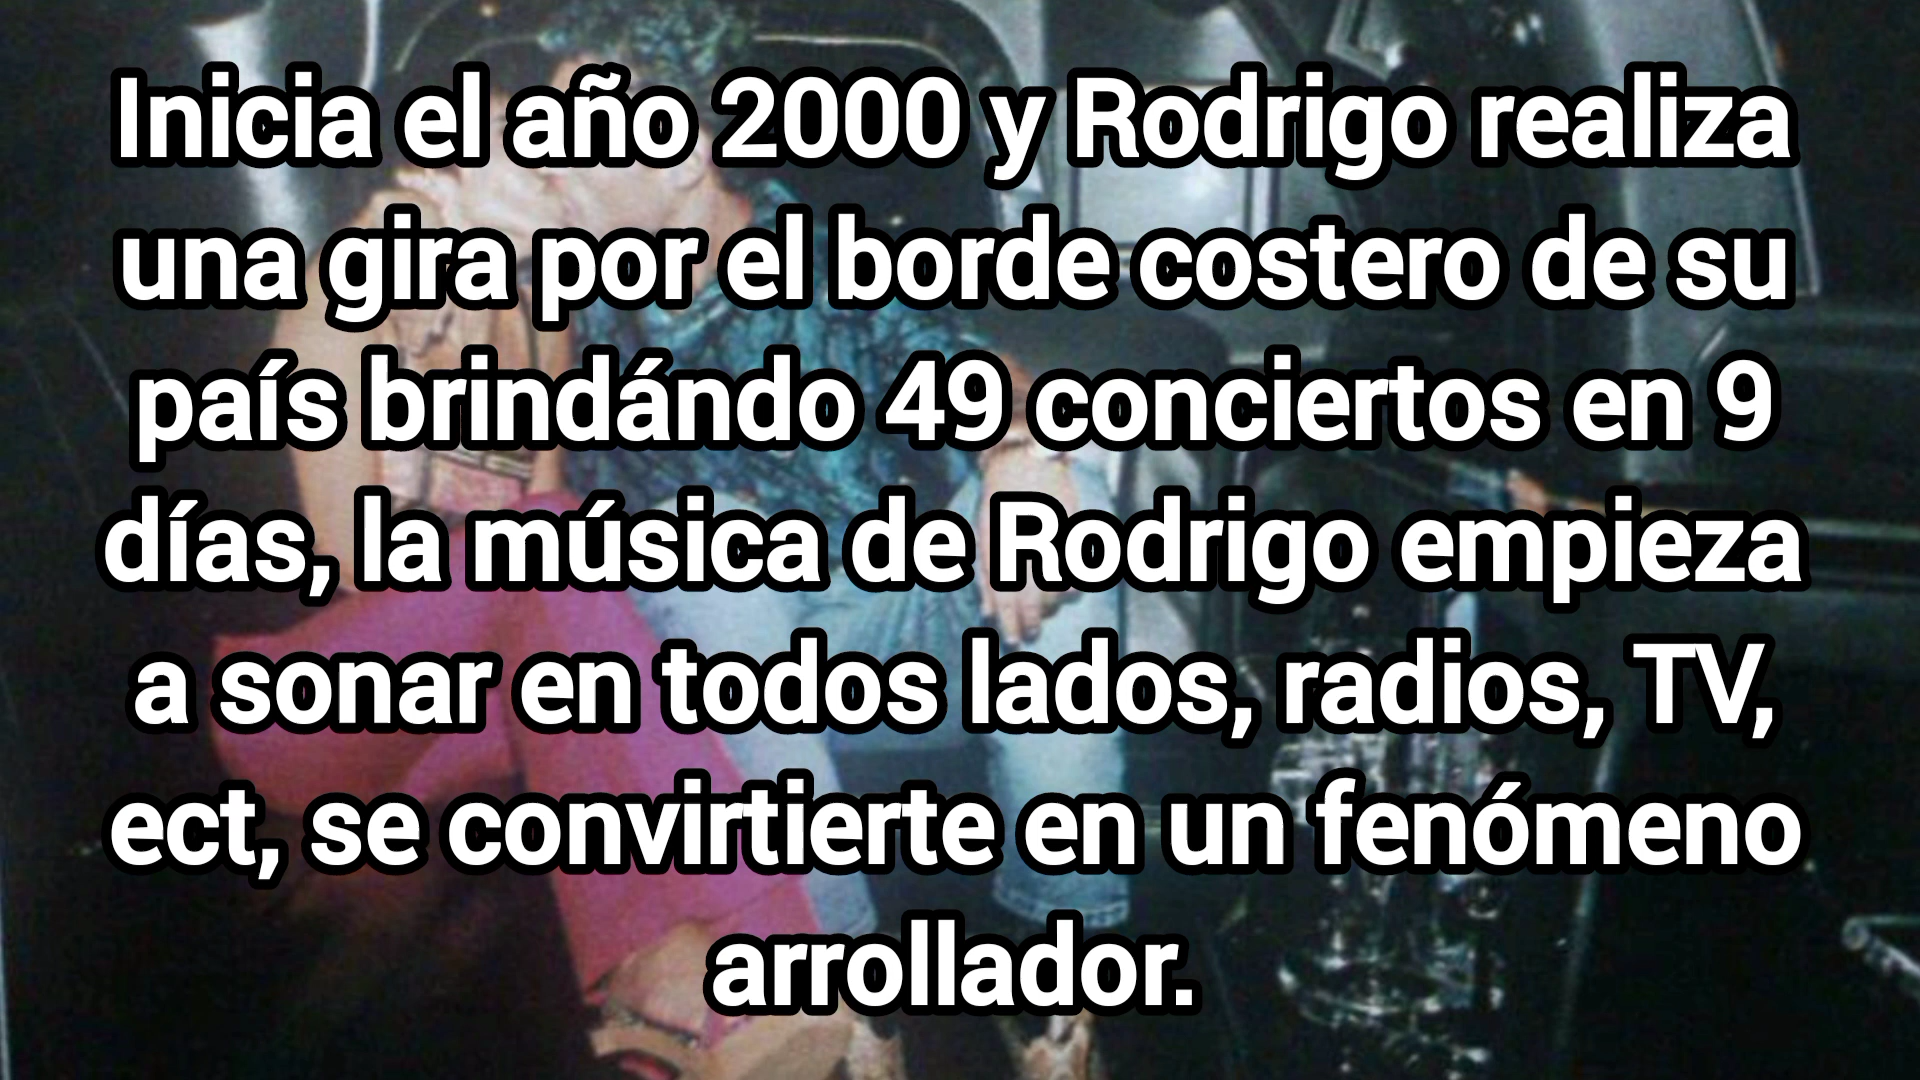 Inicia el año 2000 y Rodrigo realiza
una gira por el borde costero de su
país brindándo 49 conciertos en 9
días, la música de Rodrigo empieza
a sonar en todos lados, radios, TV,
ect, se convirtierte en un fenómeno
arrollador.